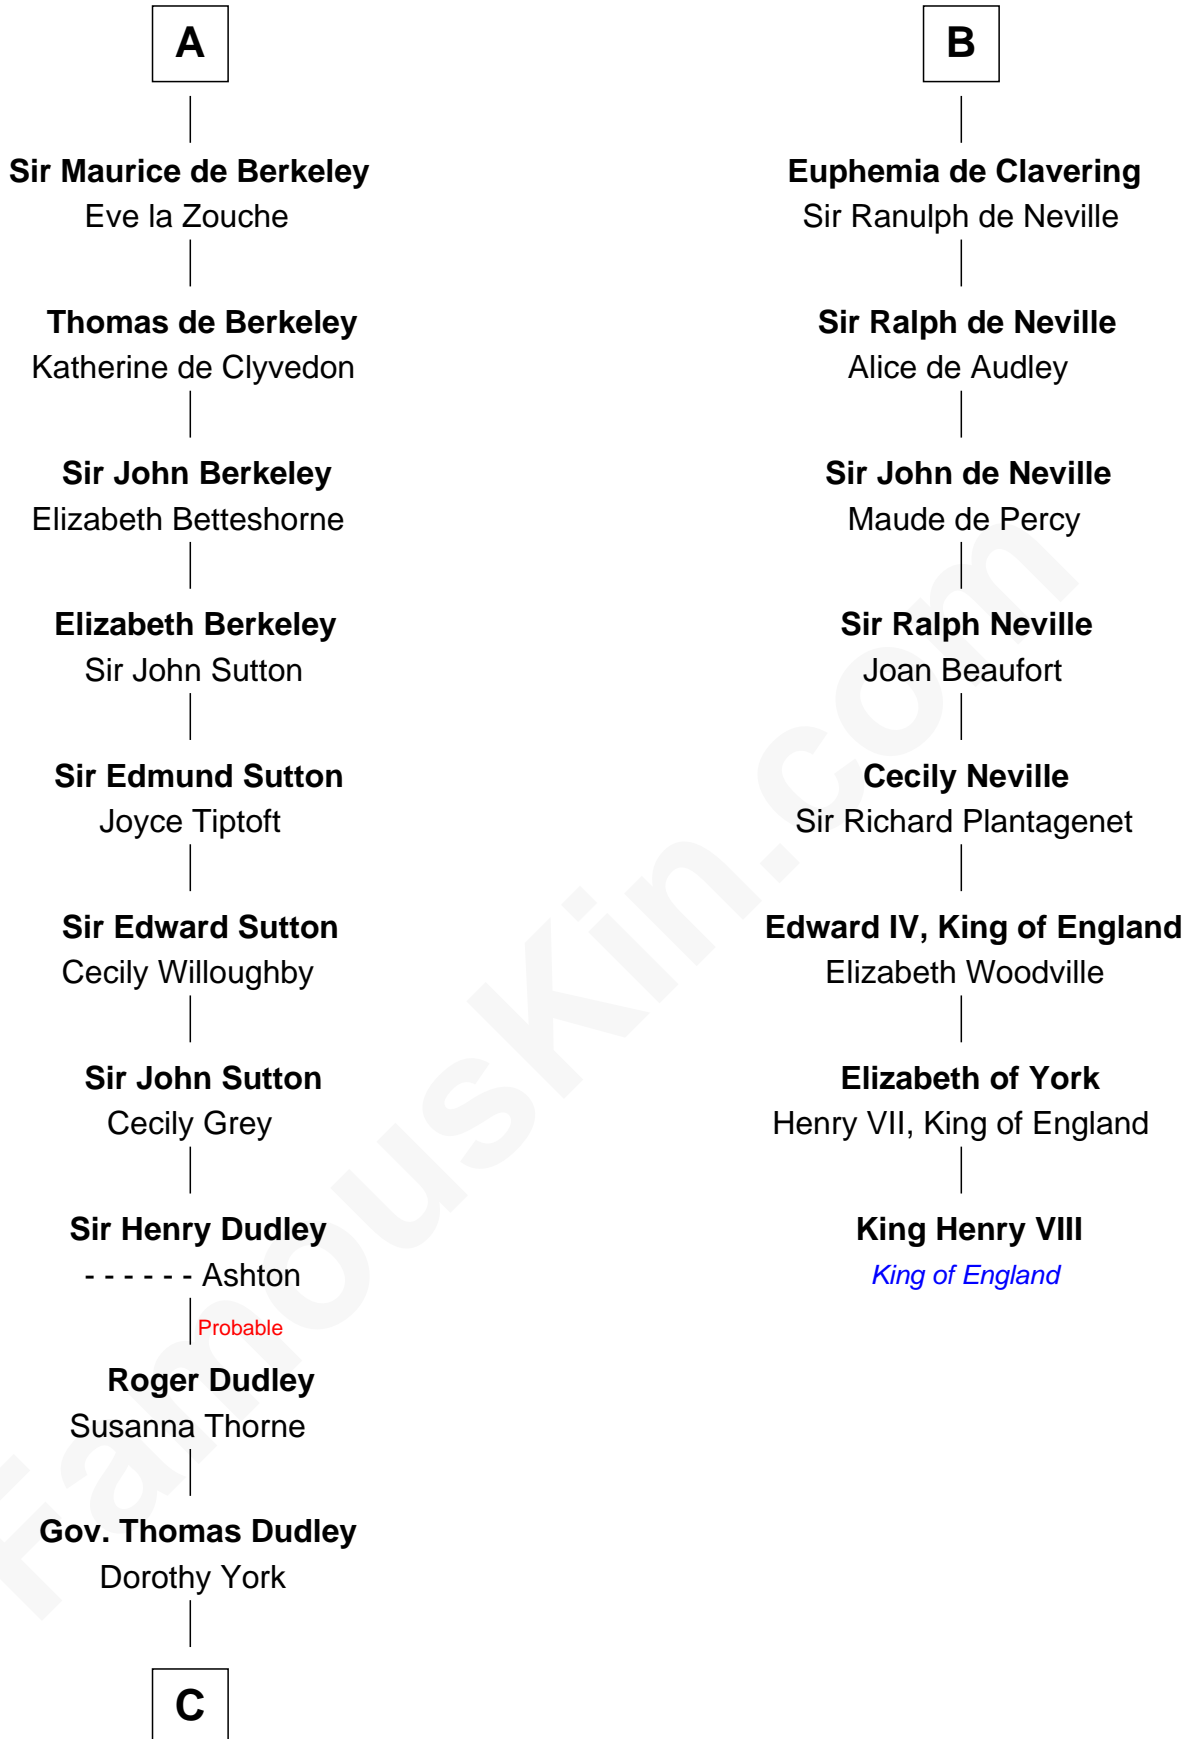 A
Sir Maurice de Berkeley
Eve la Zouche
Thomas de Berkeley
Katherine de Clyvedon
Sir John Berkeley
Elizabeth Betteshorne
Elizabeth Berkeley
Sir John Sutton
Sir Edmund Sutton
Joyce Tiptoft
Sir Edward Sutton
Cecily Willoughby
Sir John Sutton
Cecily Grey
Sir Henry Dudley
- - - - - - Ashton
Probable
Roger Dudley
Susanna Thorne
Gov. Thomas Dudley
Dorothy York
C
B
Euphemia de Clavering
Sir Ranulph de Neville
Sir Ralph de Neville
Alice de Audley
Sir John de Neville
Maude de Percy
Sir Ralph Neville
Joan Beaufort
Cecily Neville
Sir Richard Plantagenet
Edward IV, King of England
Elizabeth Woodville
Elizabeth of York
Henry VII, King of England
King Henry VIII
King of England
FamousKin.com